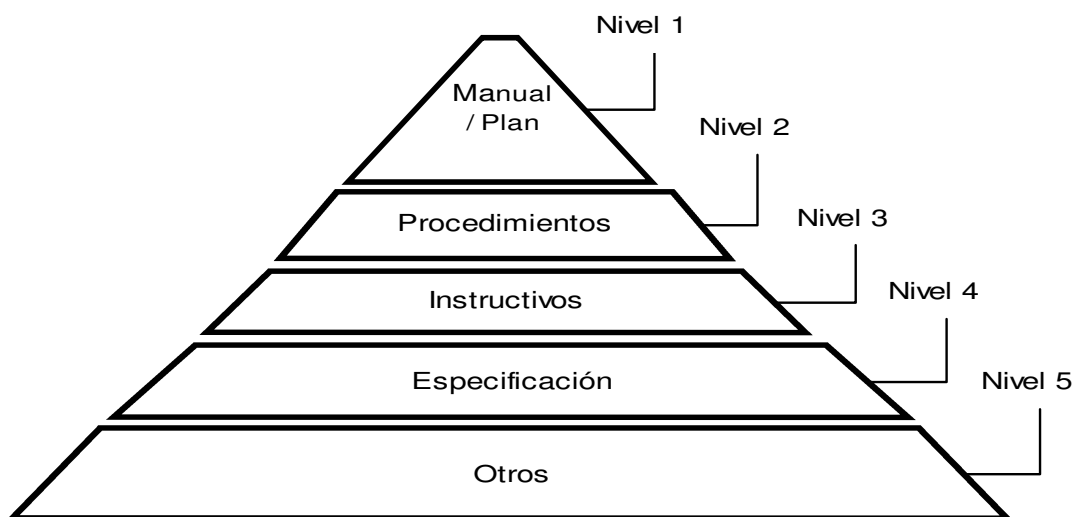 Nivel 1
Manual
/ Plan
Nivel 2
Procedimientos
Nivel 3
Instructivos
Nivel 4
Especificación
Nivel 5
Otros